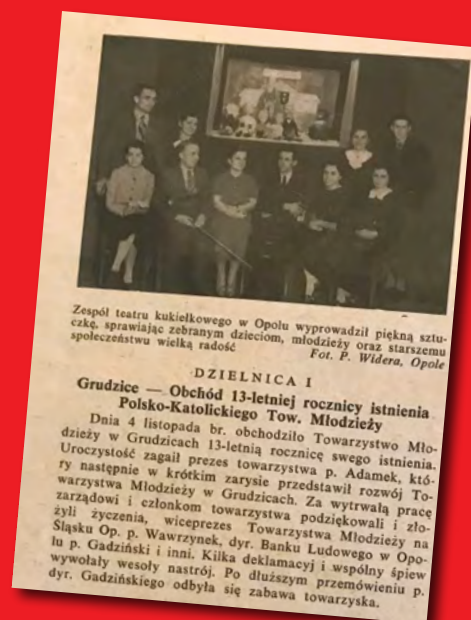 Zespół teatru kukiełkowego w Opolu wyprowadził piękną sztu-
czkę, sprawiając zebranym dzieciom, młodzieży oraz starszemu
społeczeństwu wielką radość Fot. P. Widera, Opole
DZIELNICA I
Grudzice — Obchód 13-letniej rocznicy istnienia
Polsko-Katolickiego Tow. Młodzieży
Dnia 4 listopada br. obchodziło Towarzystwo Mło-
dzieży w Grudzicach 13-letnią rocznicę swego istnienia.
Uroczystość zagaił prezes towarzystwa p. Adamek, któ-
ry następnie w krótkim zarysie przedstawił rozwój To-
warzystwa Młodzieży w Grudzicach. Za wytrwałą pracę
zarządowi i członkom towarzystwa podziękowali i zło-
żyli życzenia, wiceprezes Towarzystwa Młodzieży na
Śląsku Op. p. Wawrzynek, dyr. Banku Ludowego w Opo-
lu p. Gadziński i inni. Kilka deklamacyj i wspólny śpiew
wywołały wesoły nastrój. Po dłuższym przemówieniu p.
dyr. Gadzińskiego odbyła się zabawa towarzyska.